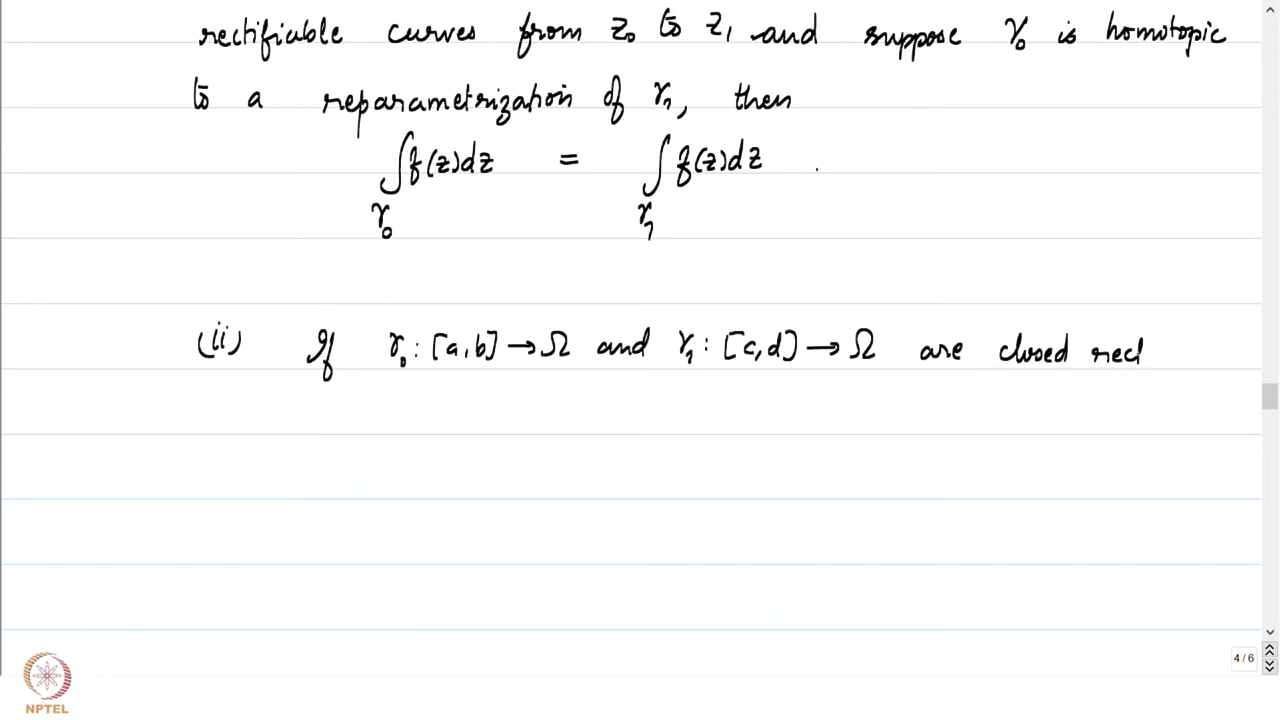 rectifiable curves from z₀ to z₁ and suppose γ₀ is homotopic
to a reparametrization of γ₁, then
∫f(z)dz = ∫f(z)dz .
γ₀ γ₁
(ii) If γ₀ : [a,b] → Ω and γ₁ : [c,d] → Ω are closed rect
4 / 6
NPTEL